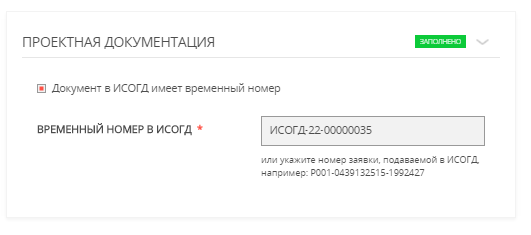 ПРОЕКТНАЯ ДОКУМЕНТАЦИЯ ЗАПОЛНЕНО
Документ в ИСОГД имеет временный номер
ВРЕМЕННЫЙ НОМЕР В ИСОГД * ИСОГД-22-00000035
или укажите номер заявки, подаваемой в ИСОГД,
например: P001-0439132515-1992427